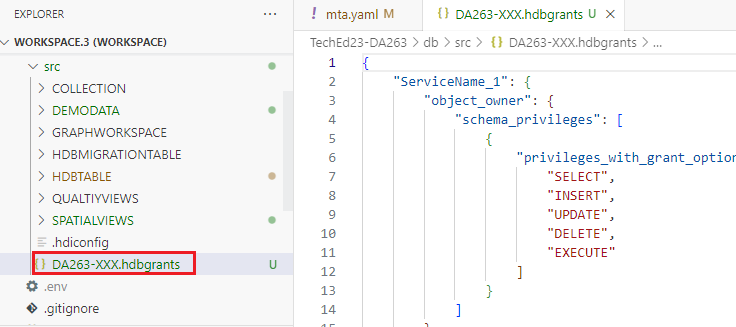 EXPLORER
WORKSPACE.3 (WORKSPACE)
src
COLLECTION
DEMODATA
GRAPHWORKSPACE
HDBMIGRATIONTABLE
HDBTABLE
QUALTIYVIEWS
SPATIALVIEWS
.hdiconfig
{} DA263-XXX.hdbgrants U
.env
.gitignore
! mta.yaml M
{} DA263-XXX.hdbgrants U
TechEd23-DA263 > db > src > {} DA263-XXX.hdbgrants > ...
1 {
2 "ServiceName_1": {
3 "object_owner": {
4 "schema_privileges": [
5 {
6 "privileges_with_grant_option
7 "SELECT",
8 "INSERT",
9 "UPDATE",
10 "DELETE",
11 "EXECUTE"
12 ]
13 }
14 ]
15 }